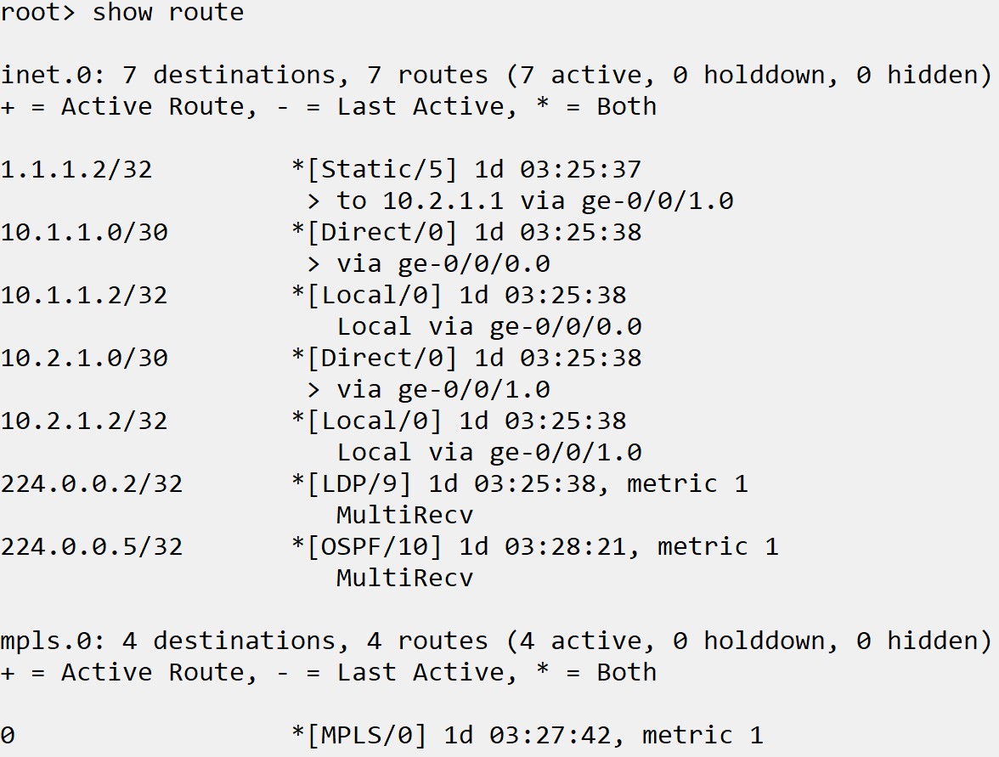 root> show route
inet.0: 7 destinations, 7 routes (7 active, 0 holddown, 0 hidden)
+ = Active Route, - = Last Active, * = Both
1.1.1.2/32         *[Static/5] 1d 03:25:37
                    > to 10.2.1.1 via ge-0/0/1.0
10.1.1.0/30        *[Direct/0] 1d 03:25:38
                    > via ge-0/0/0.0
10.1.1.2/32        *[Local/0] 1d 03:25:38
                      Local via ge-0/0/0.0
10.2.1.0/30        *[Direct/0] 1d 03:25:38
                    > via ge-0/0/1.0
10.2.1.2/32        *[Local/0] 1d 03:25:38
                      Local via ge-0/0/1.0
224.0.0.2/32       *[LDP/9] 1d 03:25:38, metric 1
                      MultiRecv
224.0.0.5/32       *[OSPF/10] 1d 03:28:21, metric 1
                      MultiRecv
mpls.0: 4 destinations, 4 routes (4 active, 0 holddown, 0 hidden)
+ = Active Route, - = Last Active, * = Both
0                  *[MPLS/0] 1d 03:27:42, metric 1